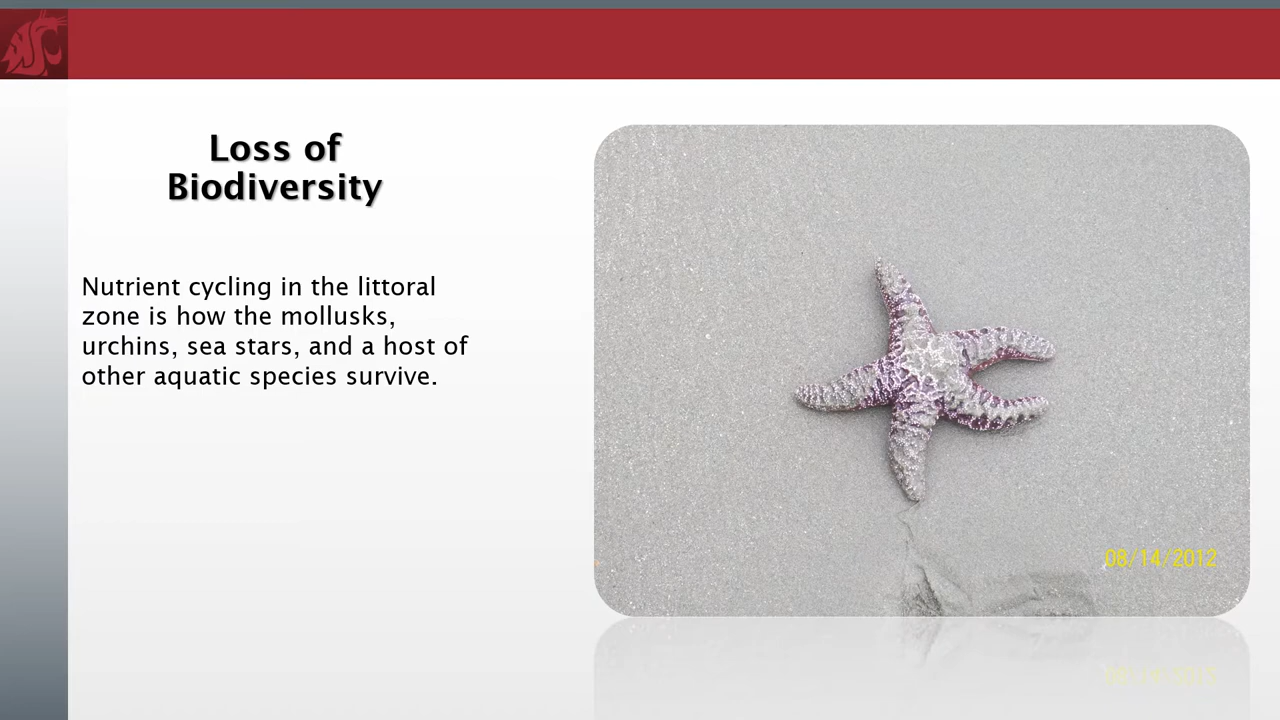 Loss of
Biodiversity
Nutrient cycling in the littoral
zone is how the mollusks,
urchins, sea stars, and a host of
other aquatic species survive.
08/14/2012